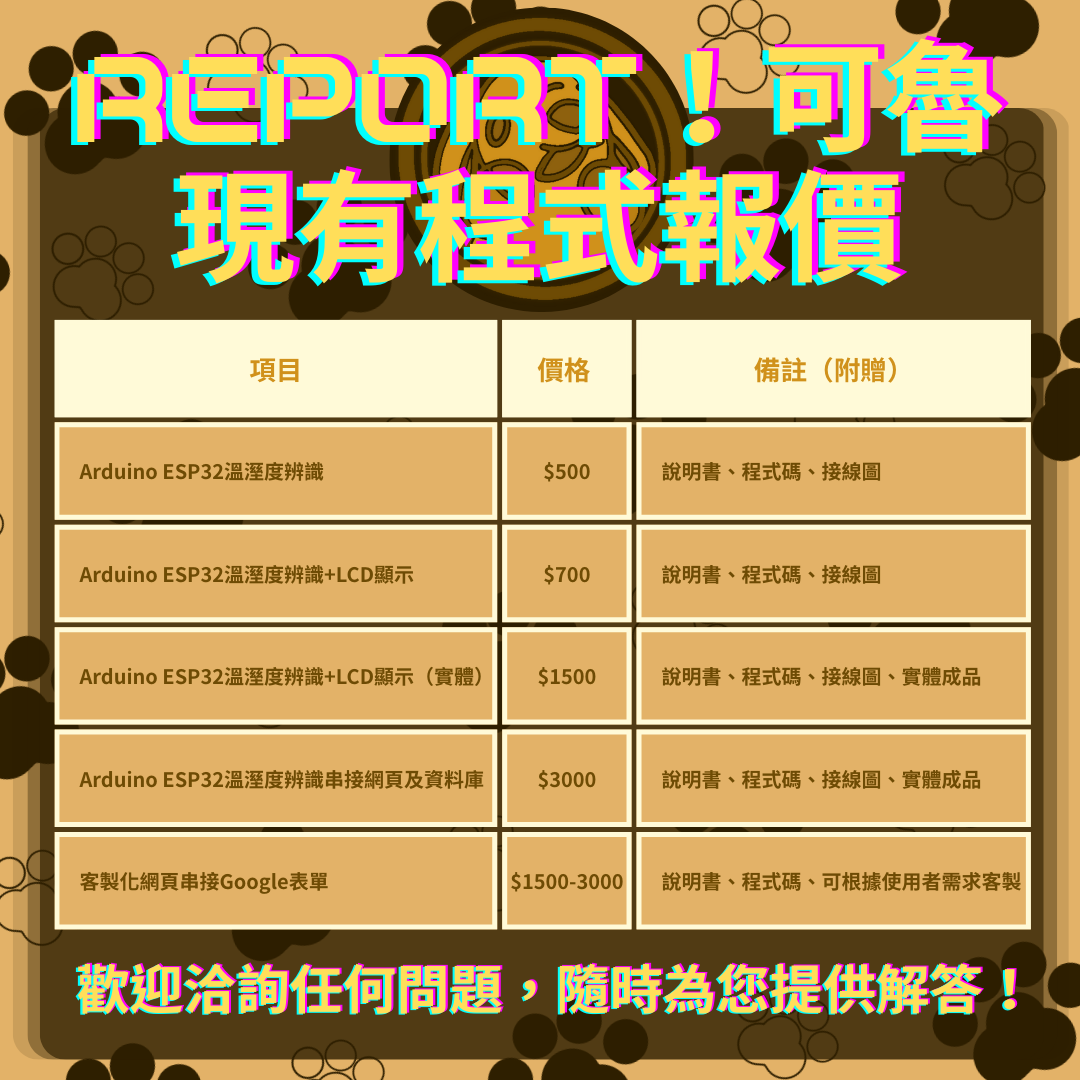 REPORT！可魯
現有程式報價
項目 價格 備註（附贈）
Arduino ESP32溫溼度辨識 $500 說明書、程式碼、接線圖
Arduino ESP32溫溼度辨識+LCD顯示 $700 說明書、程式碼、接線圖
Arduino ESP32溫溼度辨識+LCD顯示（實體） $1500 說明書、程式碼、接線圖、實體成品
Arduino ESP32溫溼度辨識串接網頁及資料庫 $3000 說明書、程式碼、接線圖、實體成品
客製化網頁串接Google表單 $1500-3000 說明書、程式碼、可根據使用者需求客製
歡迎洽詢任何問題，隨時為您提供解答！